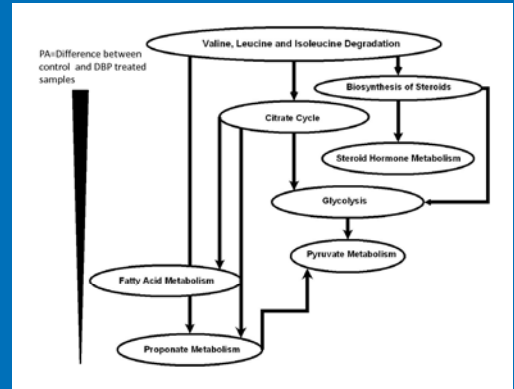 Valine, Leucine and Isoleucine Degradation
PA=Difference between
control and DBP treated
samples
Biosynthesis of Steroids
Citrate Cycle
Steroid Hormone Metabolism
Glycolysis
Pyruvate Metabolism
Fatty Acid Metabolism
Proponate Metabolism